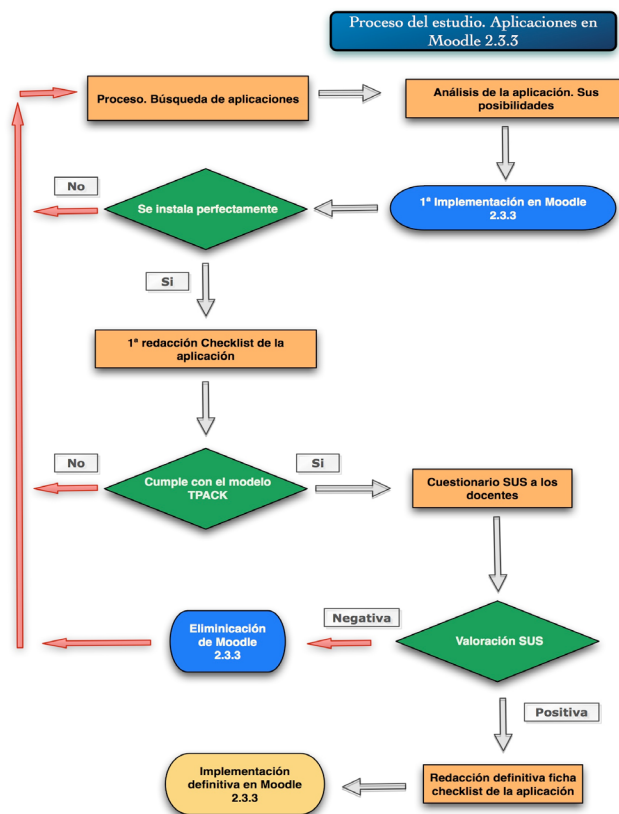 Proceso del estudio. Aplicaciones en
Moodle 2.3.3
Proceso. Búsqueda de aplicaciones
Análisis de la aplicación. Sus
posibilidades
No
Se instala perfectamente
1ª Implementación en Moodle
2.3.3
Si
1ª redacción Checklist de la
aplicación
No
Cumple con el modelo
TPACK
Si
Cuestionario SUS a los
docentes
Eliminicación
de Moodle
2.3.3
Negativa
Valoración SUS
Positiva
Implementación
definitiva en Moodle
2.3.3
Redacción definitiva ficha
checklist de la aplicación